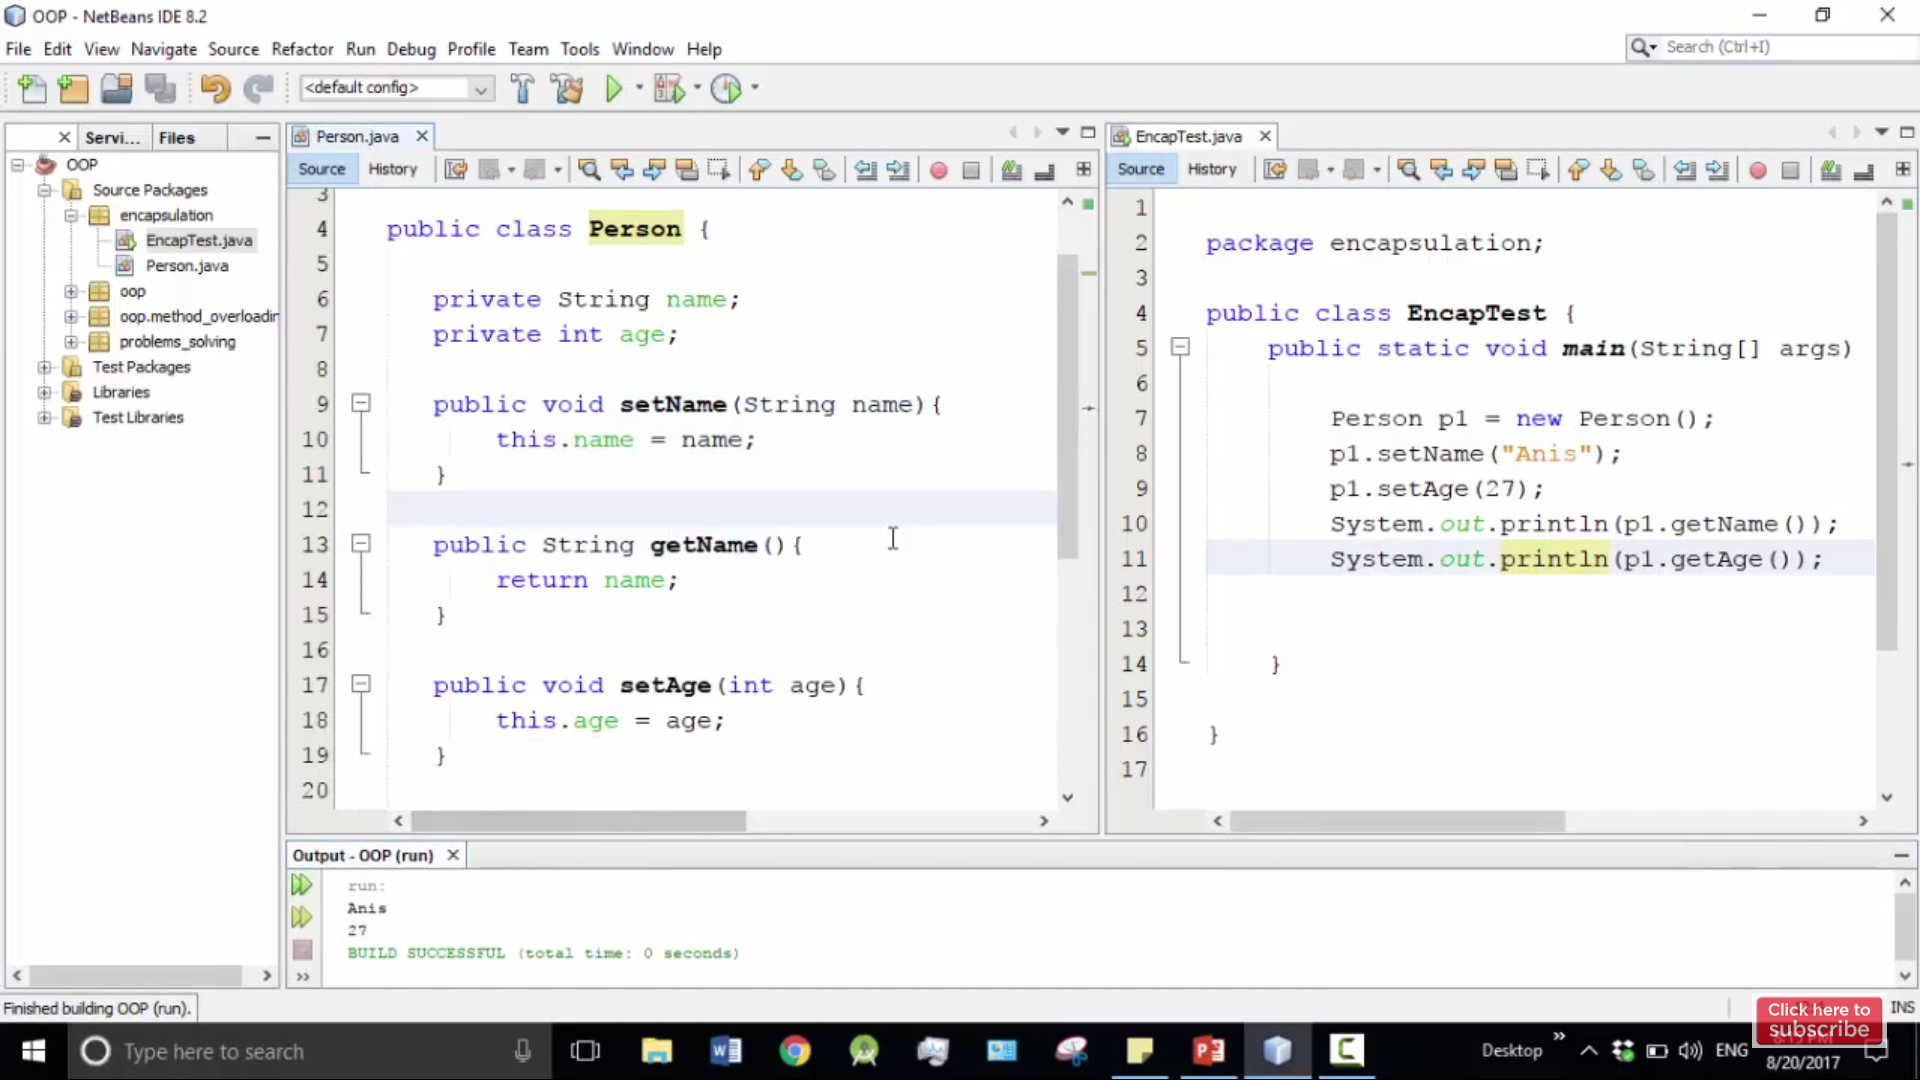 OOP - NetBeans IDE 8.2
File Edit View Navigate Source Refactor Run Debug Profile Team Tools Window Help
Search (Ctrl+I)
<default config>
Servi... Files
OOP
Source Packages
encapsulation
EncapTest.java
Person.java
oop
oop.method_overloadin
problems_solving
Test Packages
Libraries
Test Libraries
Person.java
Source History
3
4 public class Person {
5
6 private String name;
7 private int age;
8
9 public void setName(String name){
10 this.name = name;
11 }
12
13 public String getName(){
14 return name;
15 }
16
17 public void setAge(int age){
18 this.age = age;
19 }
20
EncapTest.java
Source History
1
2 package encapsulation;
3
4 public class EncapTest {
5 public static void main(String[] args)
6
7 Person p1 = new Person();
8 p1.setName("Anis");
9 p1.setAge(27);
10 System.out.println(p1.getName());
11 System.out.println(p1.getAge());
12
13
14 }
15
16 }
17
Output - OOP (run)
run:
Anis
27
BUILD SUCCESSFUL (total time: 0 seconds)
Finished building OOP (run).
INS
Click here to
subscribe
Type here to search
Desktop
ENG
8/20/2017